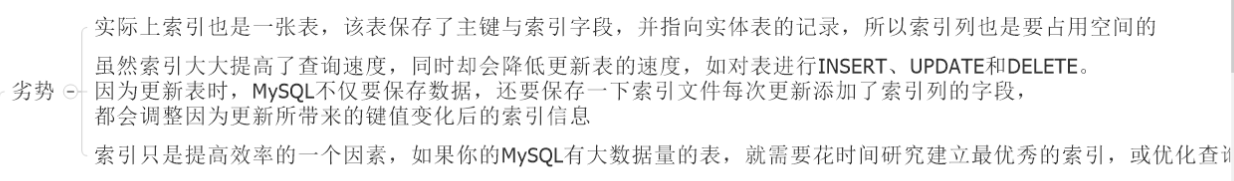 实际上索引也是一张表，该表保存了主键与索引字段，并指向实体表的记录，所以索引列也是要占用空间的
虽然索引大大提高了查询速度，同时却会降低更新表的速度，如对表进行INSERT、UPDATE和DELETE。
劣势
因为更新表时，MySQL不仅要保存数据，还要保存一下索引文件每次更新添加了索引列的字段，
都会调整因为更新所带来的键值变化后的索引信息
索引只是提高效率的一个因素，如果你的MySQL有大数据量的表，就需要花时间研究建立最优秀的索引，或优化查